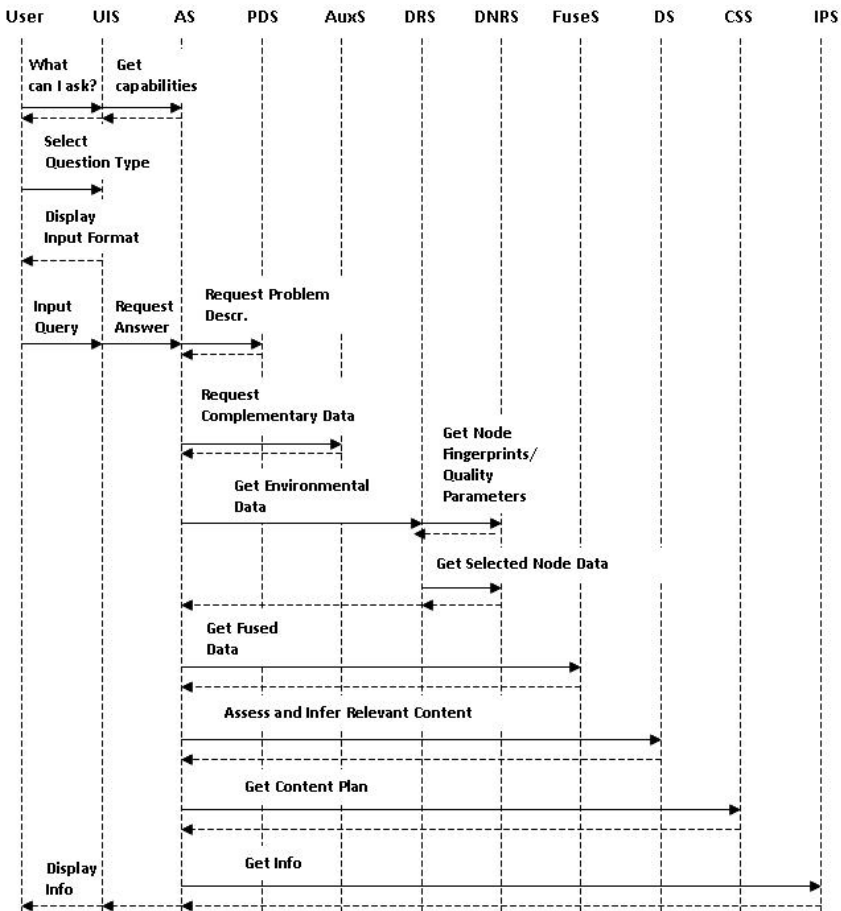 User UIS AS PDS AuxS DRS DNRS FuseS DS CSS IPS
What
can I ask?
Get
capabilities
Select
Question Type
Display
Input Format
Input
Query
Request
Answer
Request Problem
Descr.
Request
Complementary Data
Get Node
Fingerprints/
Quality
Parameters
Get Environmental
Data
Get Selected Node Data
Get Fused
Data
Assess and Infer Relevant Content
Get Content Plan
Get Info
Display
Info